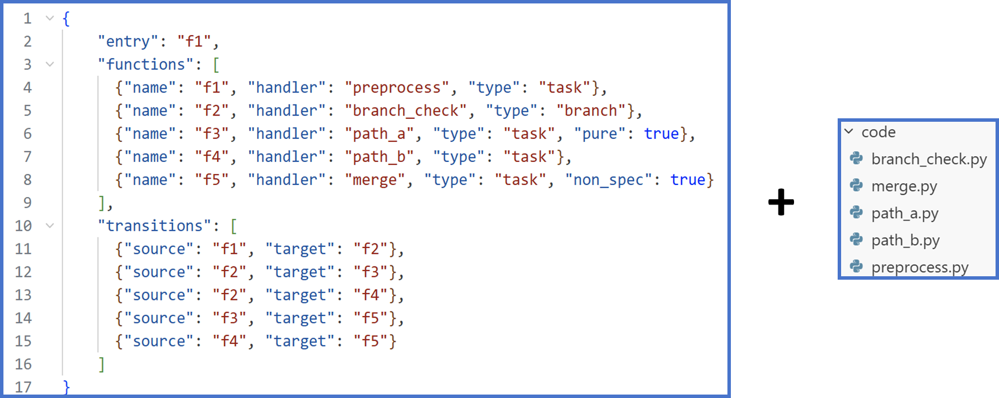 1 {
2 "entry": "f1",
3 "functions": [
4 {"name": "f1", "handler": "preprocess", "type": "task"},
5 {"name": "f2", "handler": "branch_check", "type": "branch"},
6 {"name": "f3", "handler": "path_a", "type": "task", "pure": true},
7 {"name": "f4", "handler": "path_b", "type": "task"},
8 {"name": "f5", "handler": "merge", "type": "task", "non_spec": true}
9 ],
10 "transitions": [
11 {"source": "f1", "target": "f2"},
12 {"source": "f2", "target": "f3"},
13 {"source": "f2", "target": "f4"},
14 {"source": "f3", "target": "f5"},
15 {"source": "f4", "target": "f5"}
16 ]
17 }
+
code
branch_check.py
merge.py
path_a.py
path_b.py
preprocess.py